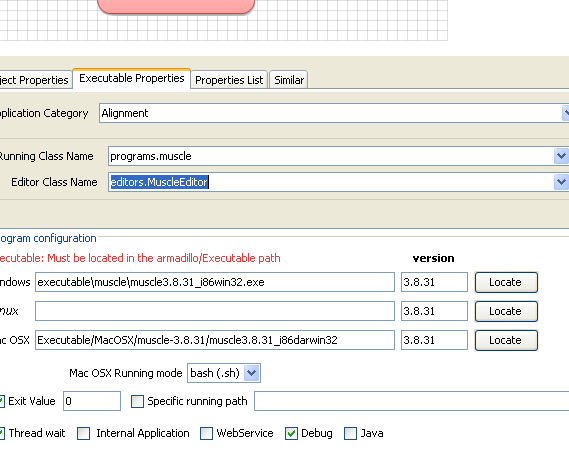 ject Properties Executable Properties Properties List Similar
plication Category Alignment
Running Class Name programs.muscle
Editor Class Name editors.MuscleEditor
rogram configuration
ecutable: Must be located in the armadillo/Executable path version
ndows executable\muscle\muscle3.8.31_i86win32.exe 3.8.31 Locate
nux 3.8.31 Locate
ac OSX Executable/MacOSX/muscle-3.8.31/muscle3.8.31_i86darwin32 3.8.31 Locate
Mac OSX Running mode bash (.sh)
Exit Value 0 Specific running path
Thread wait Internal Application WebService Debug Java